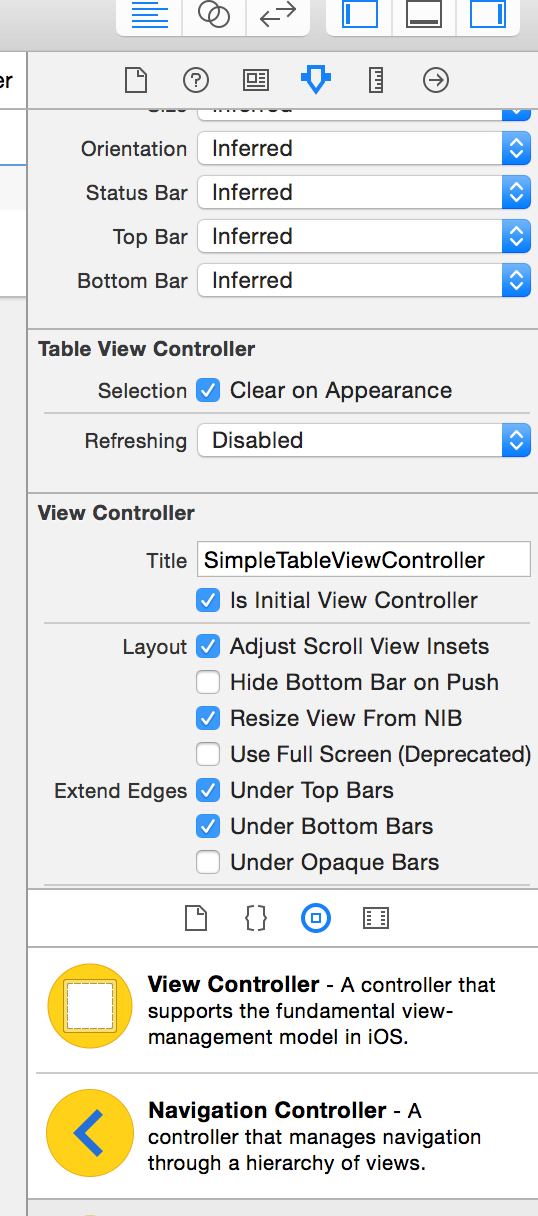 er
Orientation Inferred
Status Bar Inferred
Top Bar Inferred
Bottom Bar Inferred
Table View Controller
Selection Clear on Appearance
Refreshing Disabled
View Controller
Title SimpleTableViewController
Is Initial View Controller
Layout Adjust Scroll View Insets
Hide Bottom Bar on Push
Resize View From NIB
Use Full Screen (Deprecated)
Extend Edges Under Top Bars
Under Bottom Bars
Under Opaque Bars
View Controller - A controller that
supports the fundamental view-
management model in iOS.
Navigation Controller - A
controller that manages navigation
through a hierarchy of views.